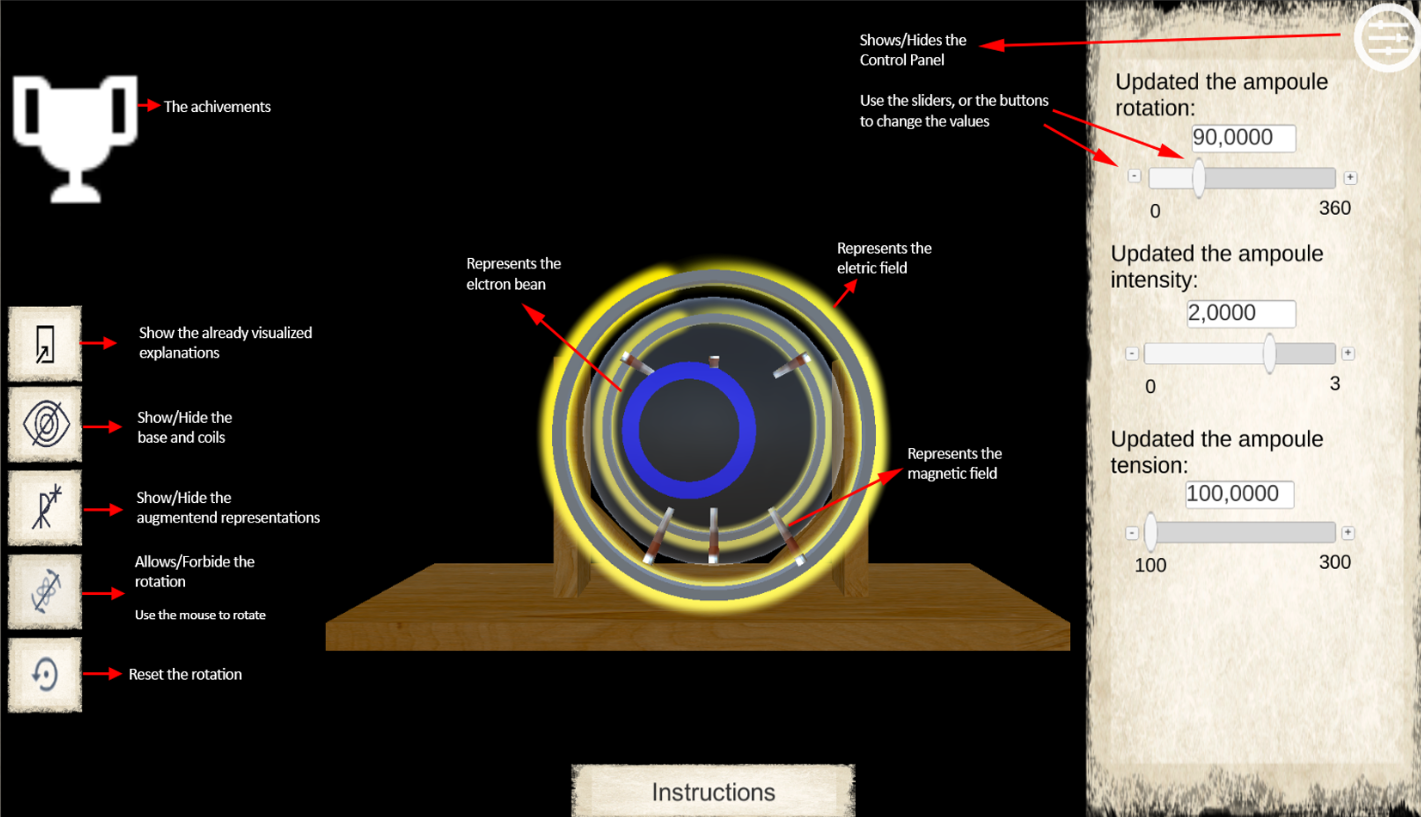 The achivements
Show the already visualized
explanations
Show/Hide the
base and coils
Show/Hide the
augmentend representations
Allows/Forbide the
rotation
Use the mouse to rotate
Reset the rotation
Represents the
elctron bean
Represents the
eletric field
Represents the
magnetic field
Shows/Hides the
Control Panel
Use the sliders, or the buttons
to change the values
Updated the ampoule
rotation:
90,0000
- +
0 360
Updated the ampoule
intensity:
2,0000
- +
0 3
Updated the ampoule
tension:
100,0000
- +
100 300
Instructions